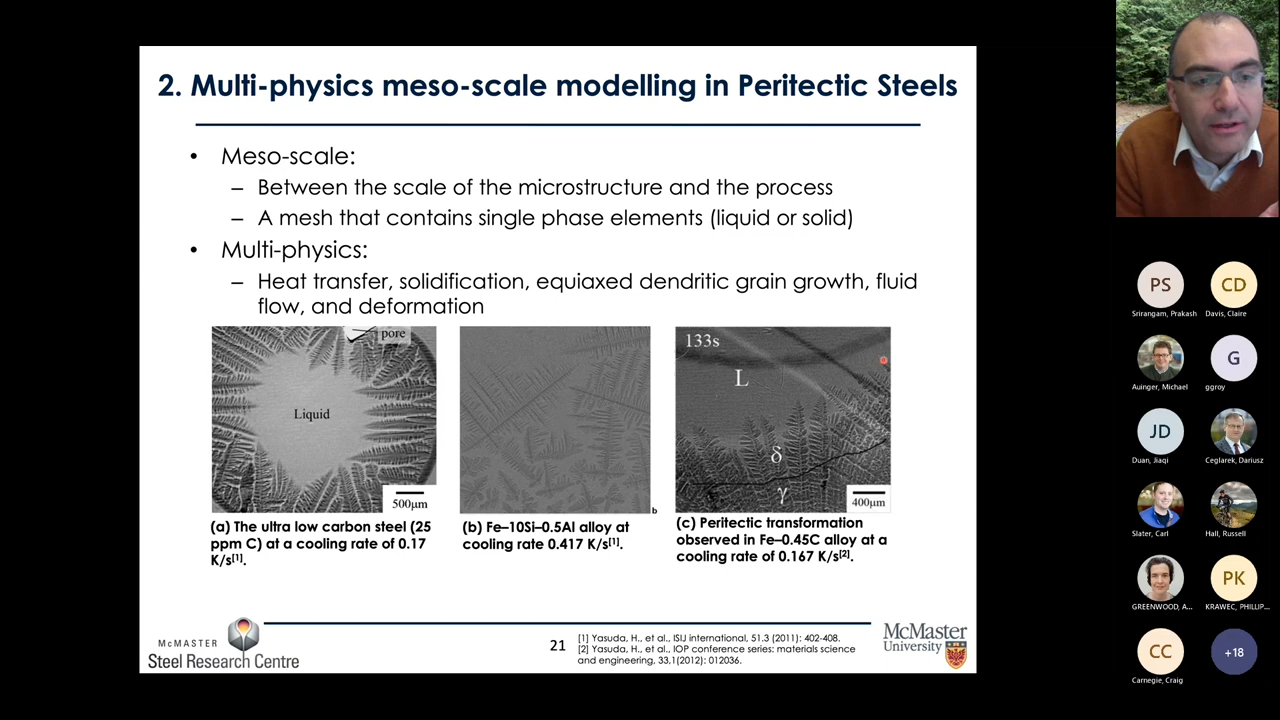 2. Multi-physics meso-scale modelling in Peritectic Steels
• Meso-scale:
– Between the scale of the microstructure and the process
– A mesh that contains single phase elements (liquid or solid)
• Multi-physics:
– Heat transfer, solidification, equiaxed dendritic grain growth, fluid
flow, and deformation
pore
Liquid
500μm
b
133s
L
δ
γ
400μm
(a) The ultra low carbon steel (25
ppm C) at a cooling rate of 0.17
K/s[1].
(b) Fe–10Si–0.5Al alloy at
cooling rate 0.417 K/s[1].
(c) Peritectic transformation
observed in Fe–0.45C alloy at a
cooling rate of 0.167 K/s[2].
McMASTER
Steel Research Centre
21
[1] Yasuda, H., et al., ISIJ international, 51.3 (2011): 402-408.
[2] Yasuda, H., et al., IOP conference series: materials science
and engineering, 33,1(2012): 012036.
McMaster
University
PS
Srirangam, Prakash
CD
Davis, Claire
Auinger, Michael
G
ggroy
JD
Duan, Jiaqi
Ceglarek, Dariusz
Slater, Carl
Hall, Russell
GREENWOOD, A...
PK
KRAWEC, PHILLIP...
CC
Carnegie, Craig
+18